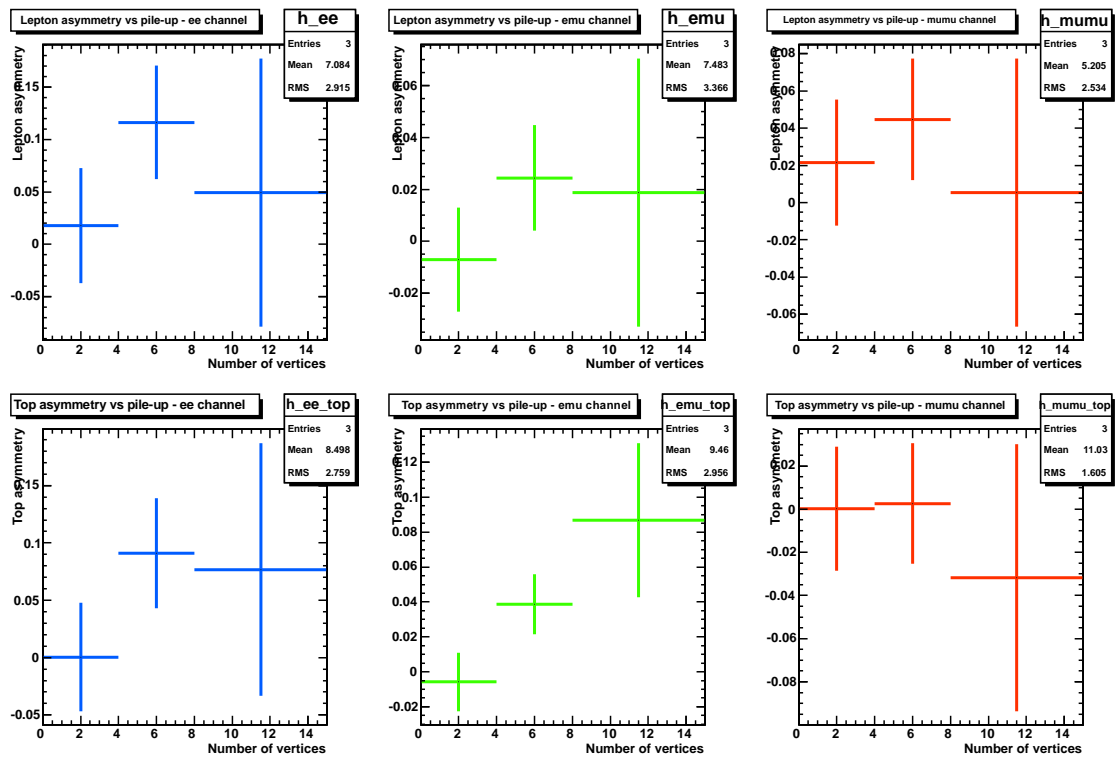 Lepton asymmetry vs pile-up - ee channel
h_ee
Entries 3
Mean 7.084
RMS 2.915
Lepton asymmetry
0.15
0.1
0.05
0
-0.05
0 2 4 6 8 10 12 14
Number of vertices
Lepton asymmetry vs pile-up - emu channel
h_emu
Entries 3
Mean 7.483
RMS 3.366
Lepton asymmetry
0.06
0.04
0.02
0
-0.02
0 2 4 6 8 10 12 14
Number of vertices
Lepton asymmetry vs pile-up - mumu channel
h_mumu
Entries 3
Mean 5.205
RMS 2.534
Lepton asymmetry
0.08
0.06
0.04
0.02
0
-0.02
-0.04
-0.06
0 2 4 6 8 10 12 14
Number of vertices
Top asymmetry vs pile-up - ee channel
h_ee_top
Entries 3
Mean 8.498
RMS 2.759
Top asymmetry
0.15
0.1
0.05
0
-0.05
0 2 4 6 8 10 12 14
Number of vertices
Top asymmetry vs pile-up - emu channel
h_emu_top
Entries 3
Mean 9.46
RMS 2.956
Top asymmetry
0.12
0.1
0.08
0.06
0.04
0.02
0
-0.02
0 2 4 6 8 10 12 14
Number of vertices
Top asymmetry vs pile-up - mumu channel
h_mumu_top
Entries 3
Mean 11.03
RMS 1.605
Top asymmetry
0.02
0
-0.02
-0.04
-0.06
-0.08
0 2 4 6 8 10 12 14
Number of vertices